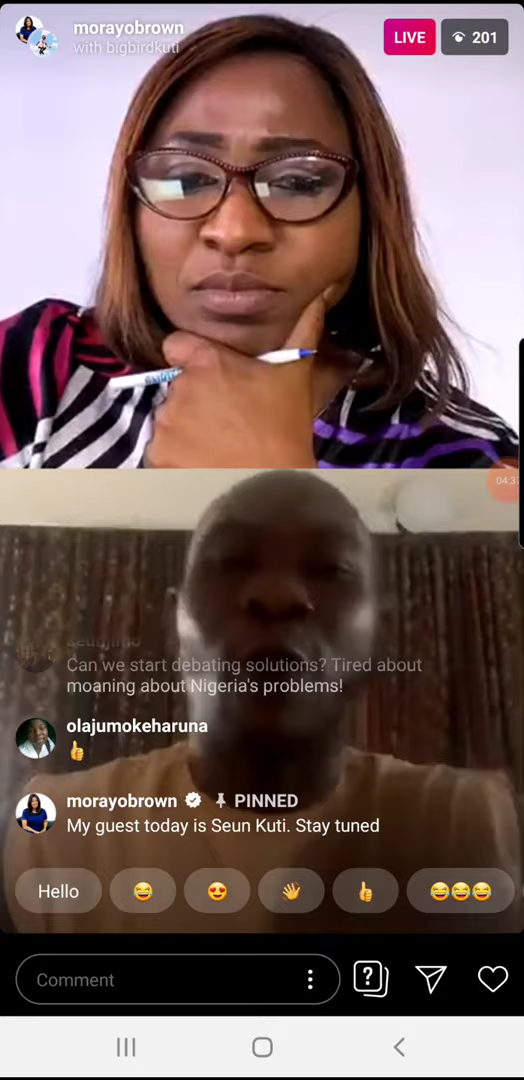 morayobrown
with bigbirdkuti
LIVE
201
Can we start debating solutions? Tired about
moaning about Nigeria's problems!
olajumokeharuna
👍
morayobrown PINNED
My guest today is Seun Kuti. Stay tuned
Hello 😂 😍 👋 👍 😂😂😂
Comment